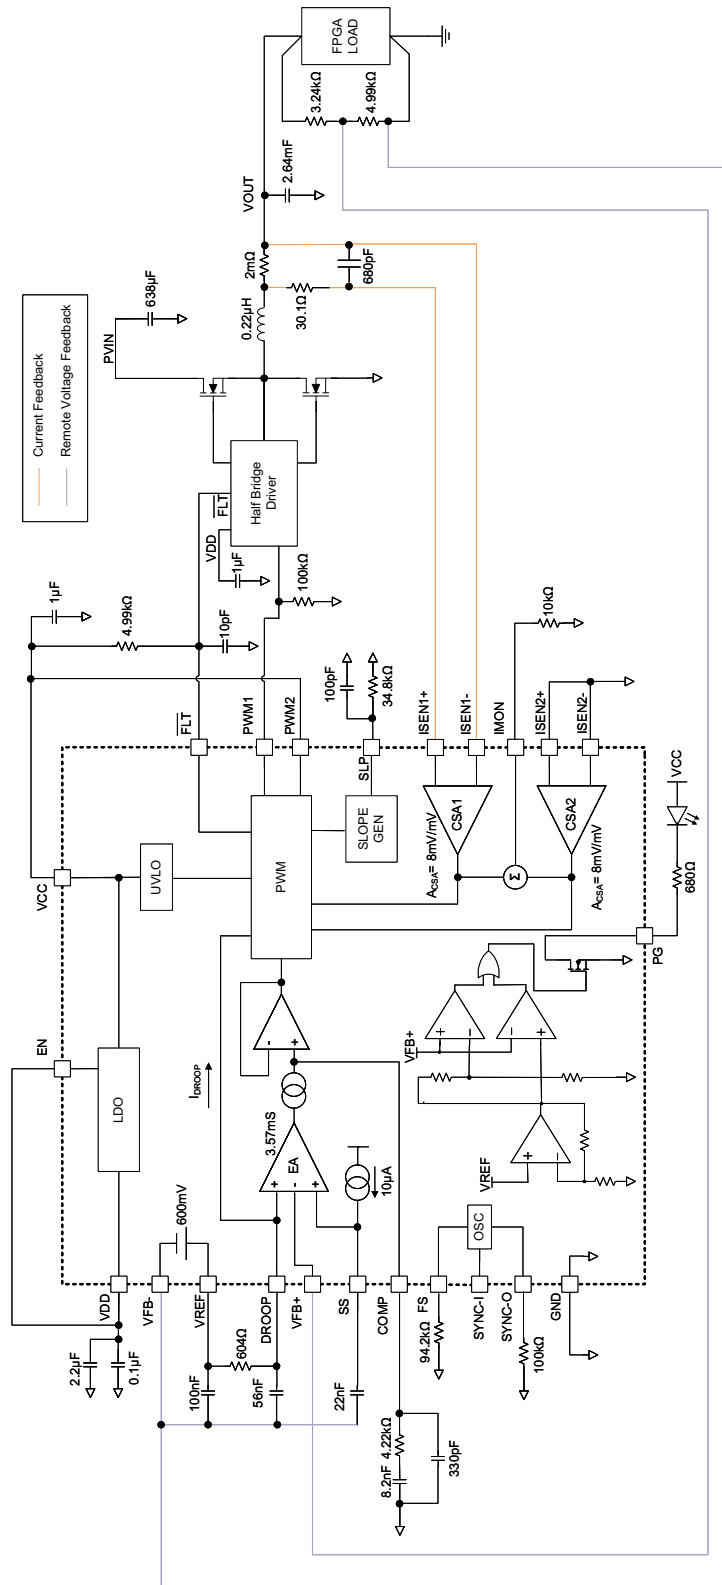 Current Feedback
Remote Voltage Feedback
FPGA
LOAD
3.24kΩ
4.99kΩ
VOUT
2.64mF
2mΩ
680pF
0.22µH
30.1Ω
PVIN
638µF
Half Bridge
Driver
FLT
VDD
1µF
100kΩ
1µF
4.99kΩ
10pF
FLT
PWM1
PWM2
100pF
34.8kΩ
SLP
ISEN1+
ISEN1-
IMON
10kΩ
ISEN2+
ISEN2-
VCC
UVLO
PWM
SLOPE
GEN
CSA1
ACSA= 8mV/mV
Σ
CSA2
ACSA= 8mV/mV
VCC
680Ω
PG
EN
LDO
IDROOP
-
+
3.57mS
EA
+
-
+
10µA
VFB+
+
-
-
+
VREF
+
-
600mV
OSC
VDD
VFB-
VREF
DROOP
VFB+
SS
COMP
FS
SYNC-I
SYNC-O
GND
2.2µF
0.1µF
100nF
604Ω
56nF
22nF
8.2nF
4.22kΩ
330pF
94.2kΩ
100kΩ